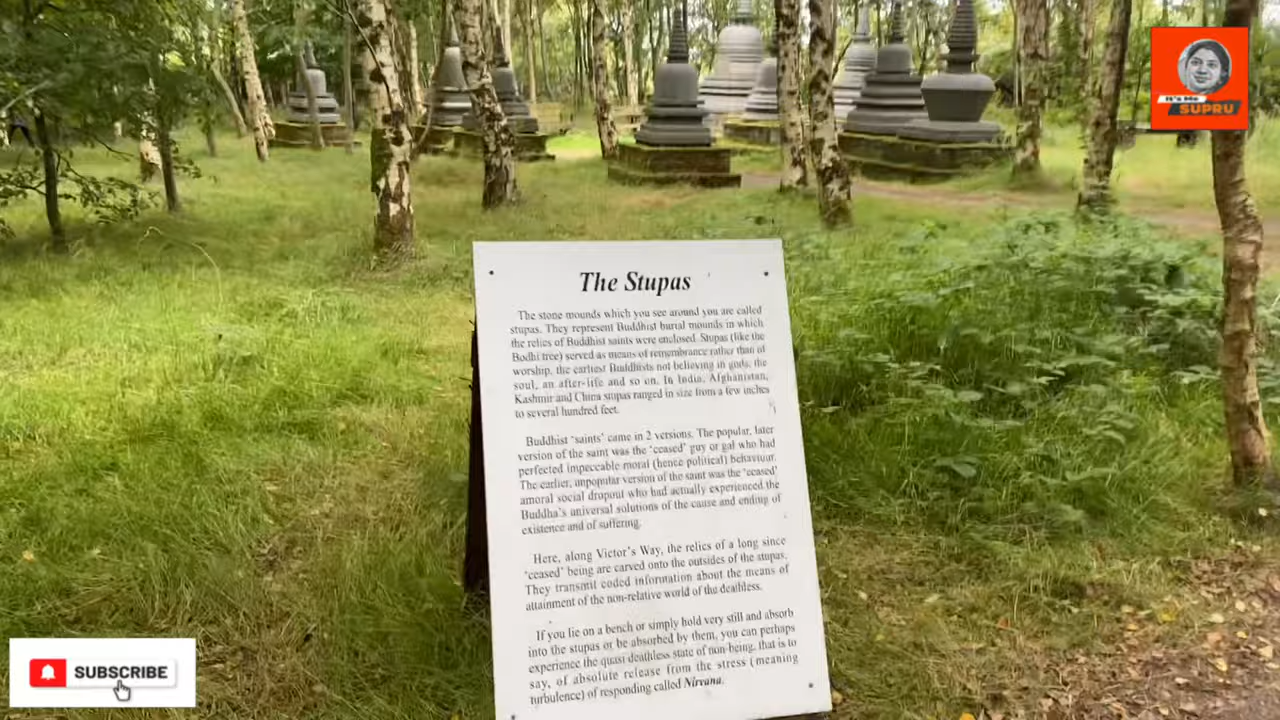 It's Me
SUPRU
The Stupas
The stone mounds which you see around you are called
stupas. They represent Buddhist burial mounds in which
the relics of Buddhist saints were enclosed. Stupas (like the
Bodhi tree) served as means of remembrance rather than of
worship, the earliest Buddhists not believing in gods, the
soul, an after-life and so on. In India, Afghanistan,
Kashmir and China stupas ranged in size from a few inches
to several hundred feet.
Buddhist 'saints' came in 2 versions. The popular, later
version of the saint was the 'ceased' guy or gal who had
perfected impeccable moral (hence political) behaviour.
The earlier, unpopular version of the saint was the 'ceased'
amoral social dropout who had actually experienced the
Buddha's universal solutions of the cause and ending of
existence and of suffering.
Here, along Victor's Way, the relics of a long since
'ceased' being are carved onto the outsides of the stupas.
They transmit coded information about the means of
attainment of the non-relative world of the deathless.
If you lie on a bench or simply hold very still and absorb
into the stupas or be absorbed by them, you can perhaps
experience the quasi deathless state of non-being, that is to
say, of absolute release from the stress (meaning
turbulence) of responding called Nirvana.
SUBSCRIBE